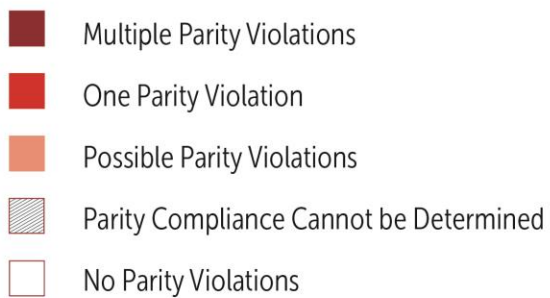 Multiple Parity Violations
One Parity Violation
Possible Parity Violations
Parity Compliance Cannot be Determined
No Parity Violations